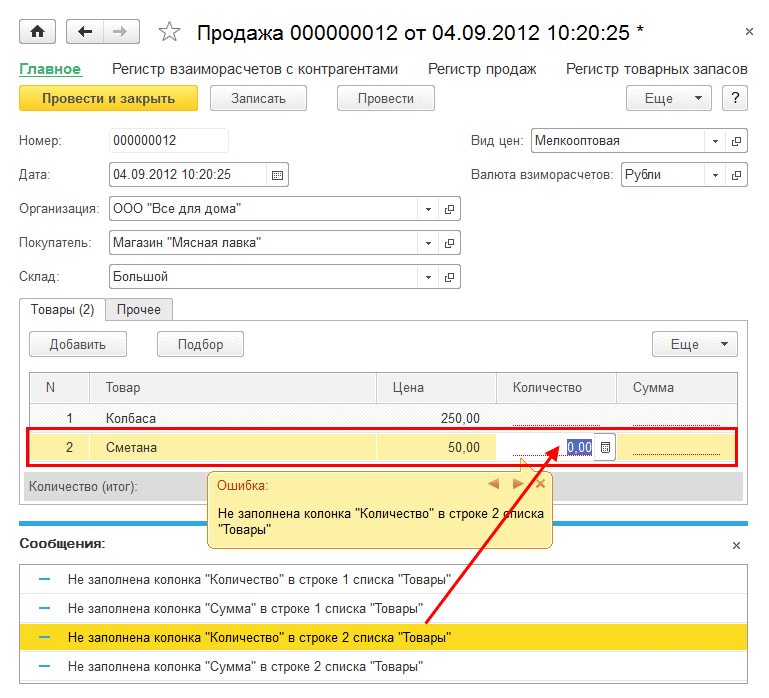 Продажа 000000012 от 04.09.2012 10:20:25 *
Главное Регистр взаиморасчетов с контрагентами Регистр продаж Регистр товарных запасов
Провести и закрыть Записать Провести Еще ?
Номер: 000000012 Вид цен: Мелкооптовая
Дата: 04.09.2012 10:20:25 Валюта взиморасчетов: Рубли
Организация: ООО "Все для дома"
Покупатель: Магазин "Мясная лавка"
Склад: Большой
Товары (2) Прочее
Добавить Подбор Еще
N Товар Цена Количество Сумма
1 Колбаса 250,00
2 Сметана 50,00 0,00
Количество (итог):
Ошибка:
Не заполнена колонка "Количество" в строке 2 списка
"Товары"
Сообщения:
Не заполнена колонка "Количество" в строке 1 списка "Товары"
Не заполнена колонка "Сумма" в строке 1 списка "Товары"
Не заполнена колонка "Количество" в строке 2 списка "Товары"
Не заполнена колонка "Сумма" в строке 2 списка "Товары"